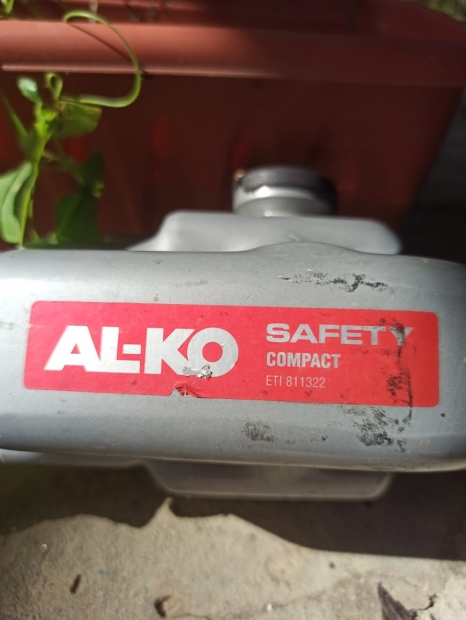 AL-KO
SAFETY
COMPACT
ETI 811322